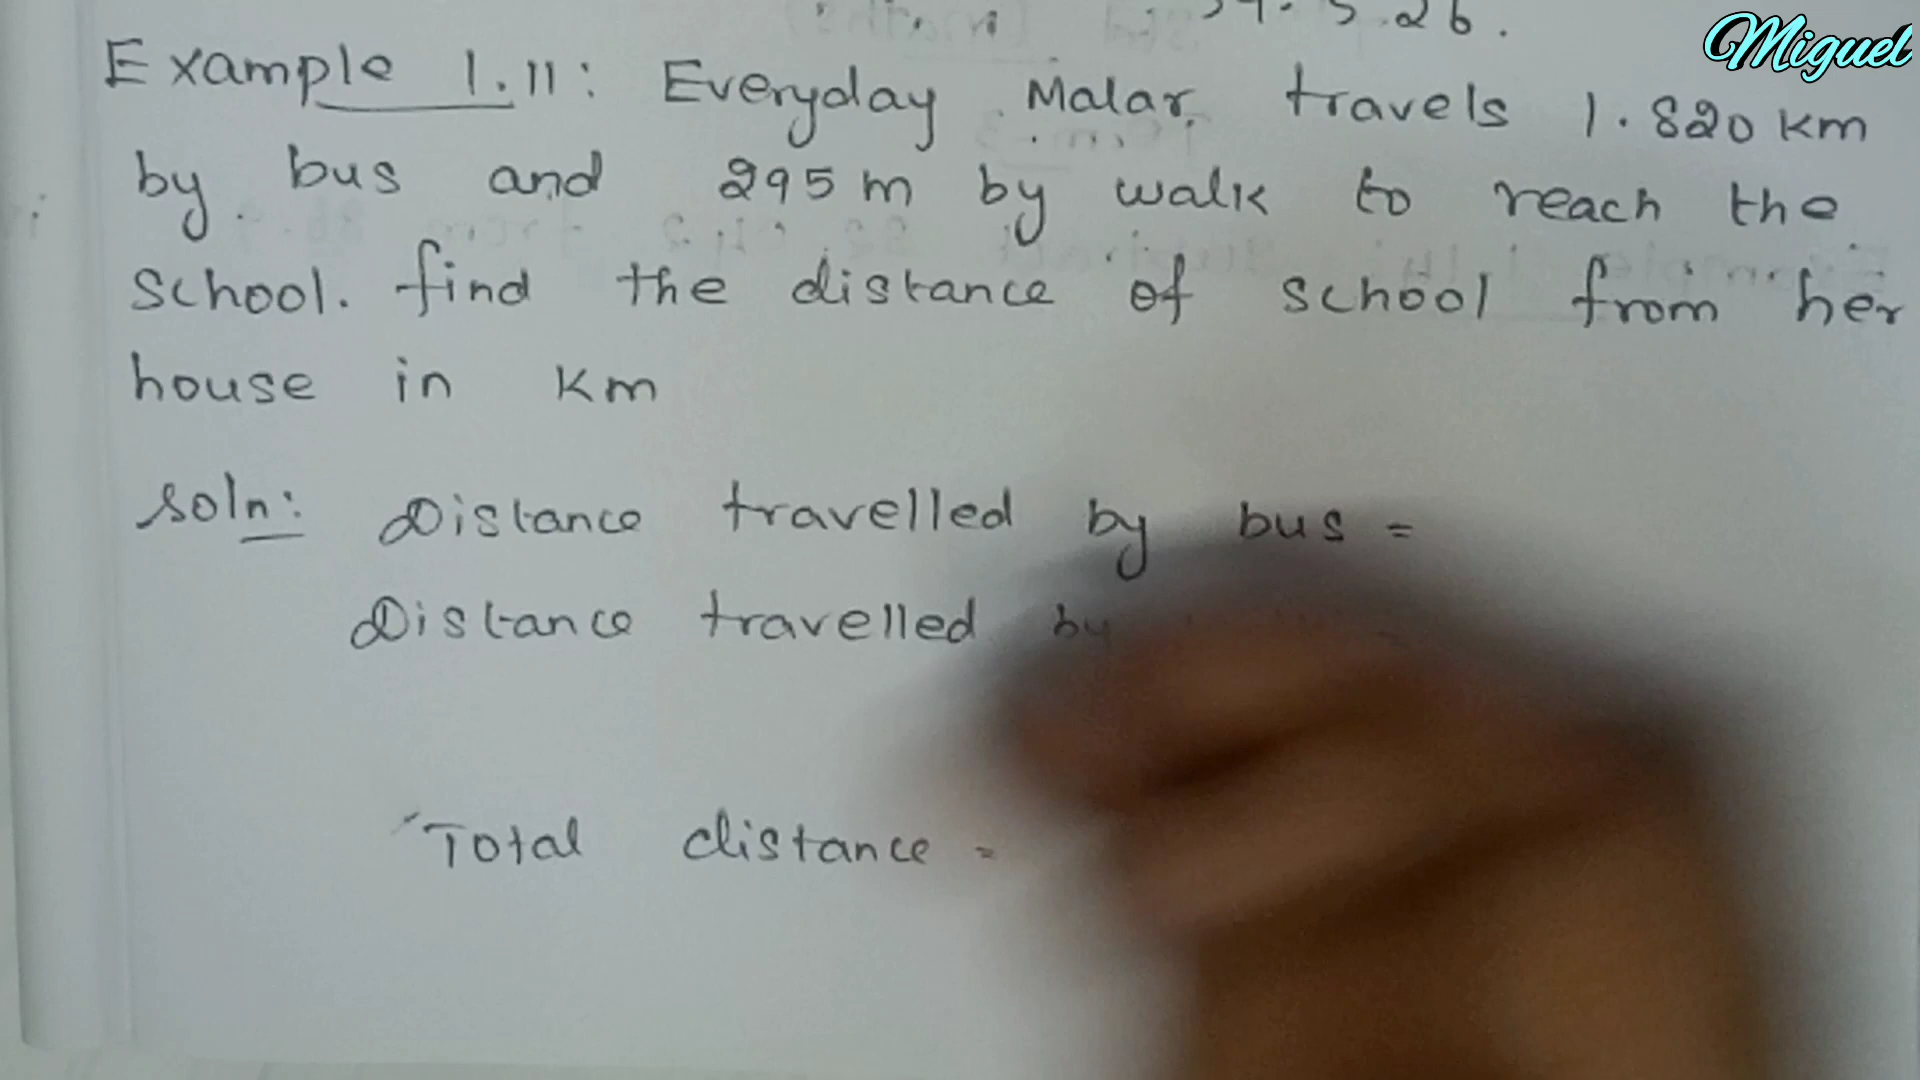 Miguel
Example 1.11: Everyday Malar travels 1.820 km
by bus and 295 m by walk to reach the
school. find the distance of school from her
house in km
Soln: Distance travelled by bus =
Distance travelled by
Total distance =